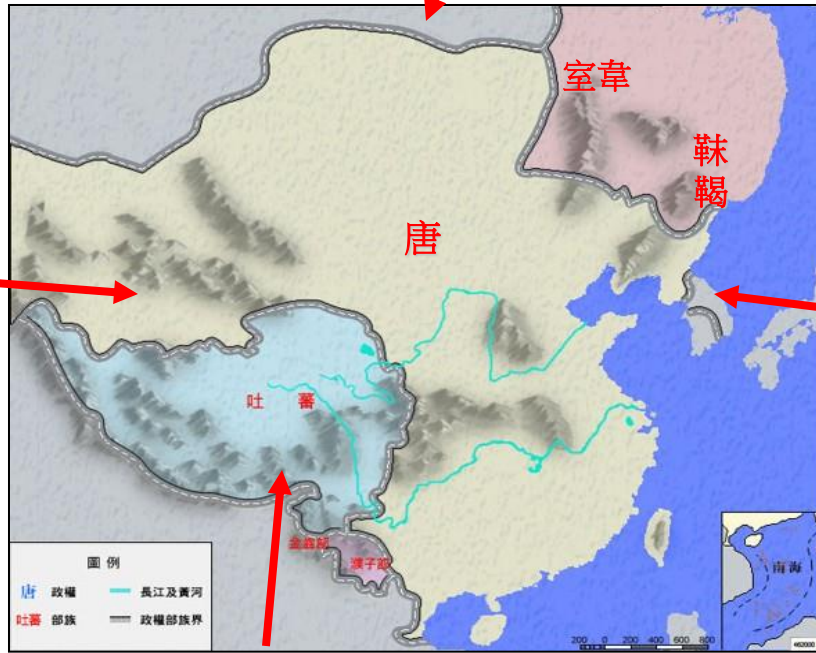 室韋
靺
鞨
唐
吐 蕃
金齒部
濮子部
圖例
唐 政權
長江及黃河
吐蕃 部族
政權部族界
南海
200 0 200 400 600 800